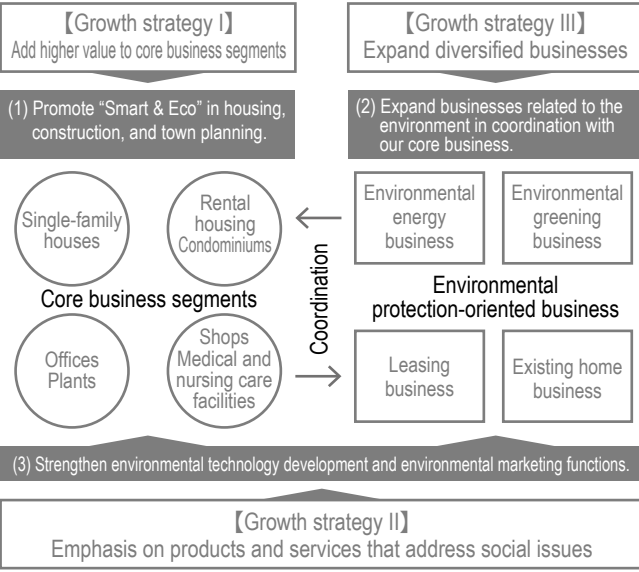 【Growth strategy I】
Add higher value to core business segments
【Growth strategy III】
Expand diversified businesses
(1) Promote “Smart & Eco” in housing,
construction, and town planning.
(2) Expand businesses related to the
environment in coordination with
our core business.
Single-family
houses
Rental
housing
Condominiums
Core business segments
Offices
Plants
Shops
Medical and
nursing care
facilities
Coordination
Environmental
energy
business
Environmental
greening
business
Environmental
protection-oriented business
Leasing
business
Existing home
business
(3) Strengthen environmental technology development and environmental marketing functions.
【Growth strategy II】
Emphasis on products and services that address social issues